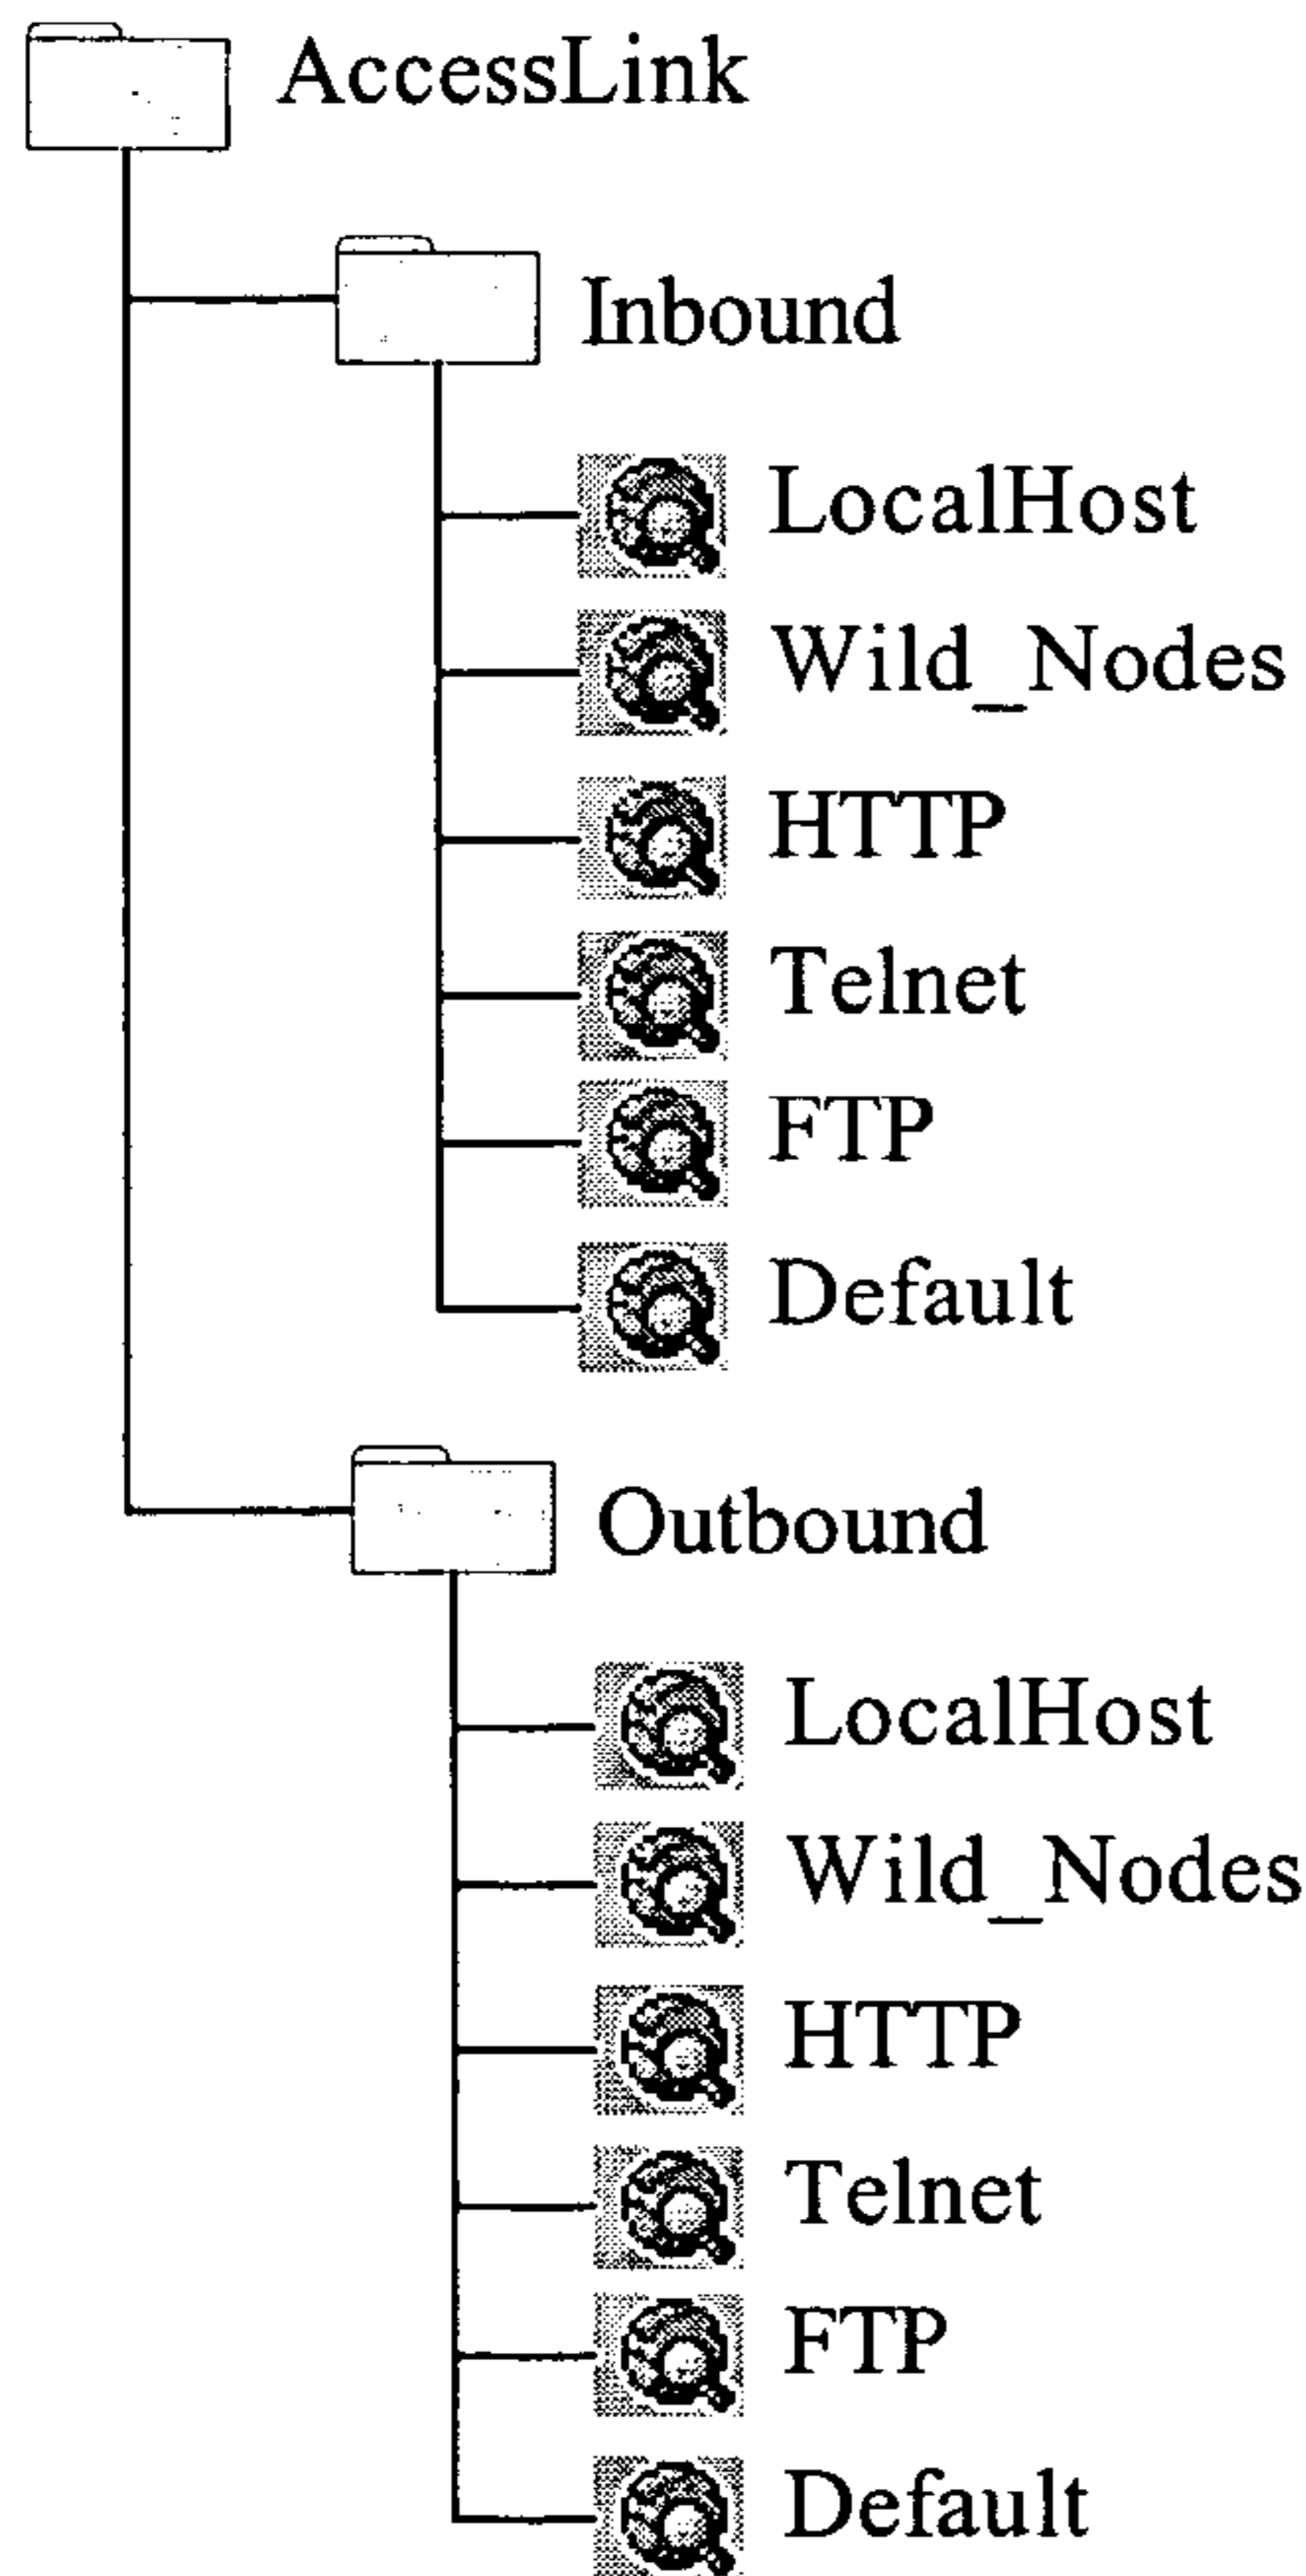 AccessLink
Inbound
LocalHost
Wild_Nodes
HTTP
Telnet
FTP
Default
Outbound
LocalHost
Wild_Nodes
HTTP
Telnet
FTP
Default